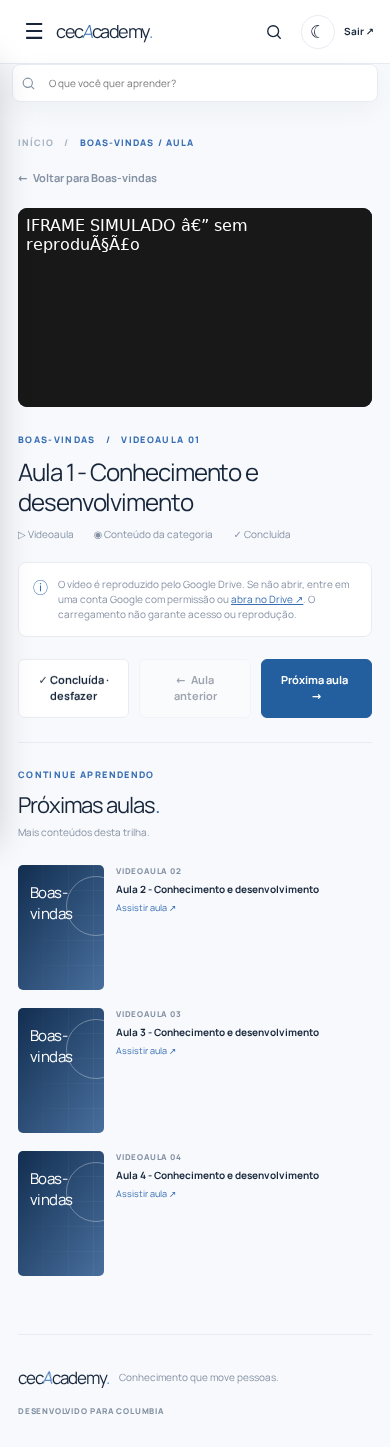 ☰ cecAcademy. ☾ Sair ↗
O que você quer aprender?
INÍCIO / BOAS-VINDAS / AULA
← Voltar para Boas-vindas
IFRAME SIMULADO â€” sem
reproduÃ§Ã£o
BOAS-VINDAS / VIDEOAULA 01
Aula 1 - Conhecimento e
desenvolvimento
▷ Videoaula ◉ Conteúdo da categoria ✓ Concluída
ⓘ O vídeo é reproduzido pelo Google Drive. Se não abrir, entre em
uma conta Google com permissão ou abra no Drive ↗. O
carregamento não garante acesso ou reprodução.
✓ Concluída ·
desfazer
← Aula
anterior
Próxima aula
→
CONTINUE APRENDENDO
Próximas aulas.
Mais conteúdos desta trilha.
Boas-
vindas
VIDEOAULA 02
Aula 2 - Conhecimento e desenvolvimento
Assistir aula ↗
Boas-
vindas
VIDEOAULA 03
Aula 3 - Conhecimento e desenvolvimento
Assistir aula ↗
Boas-
vindas
VIDEOAULA 04
Aula 4 - Conhecimento e desenvolvimento
Assistir aula ↗
cecAcademy. Conhecimento que move pessoas.
DESENVOLVIDO PARA COLUMBIA